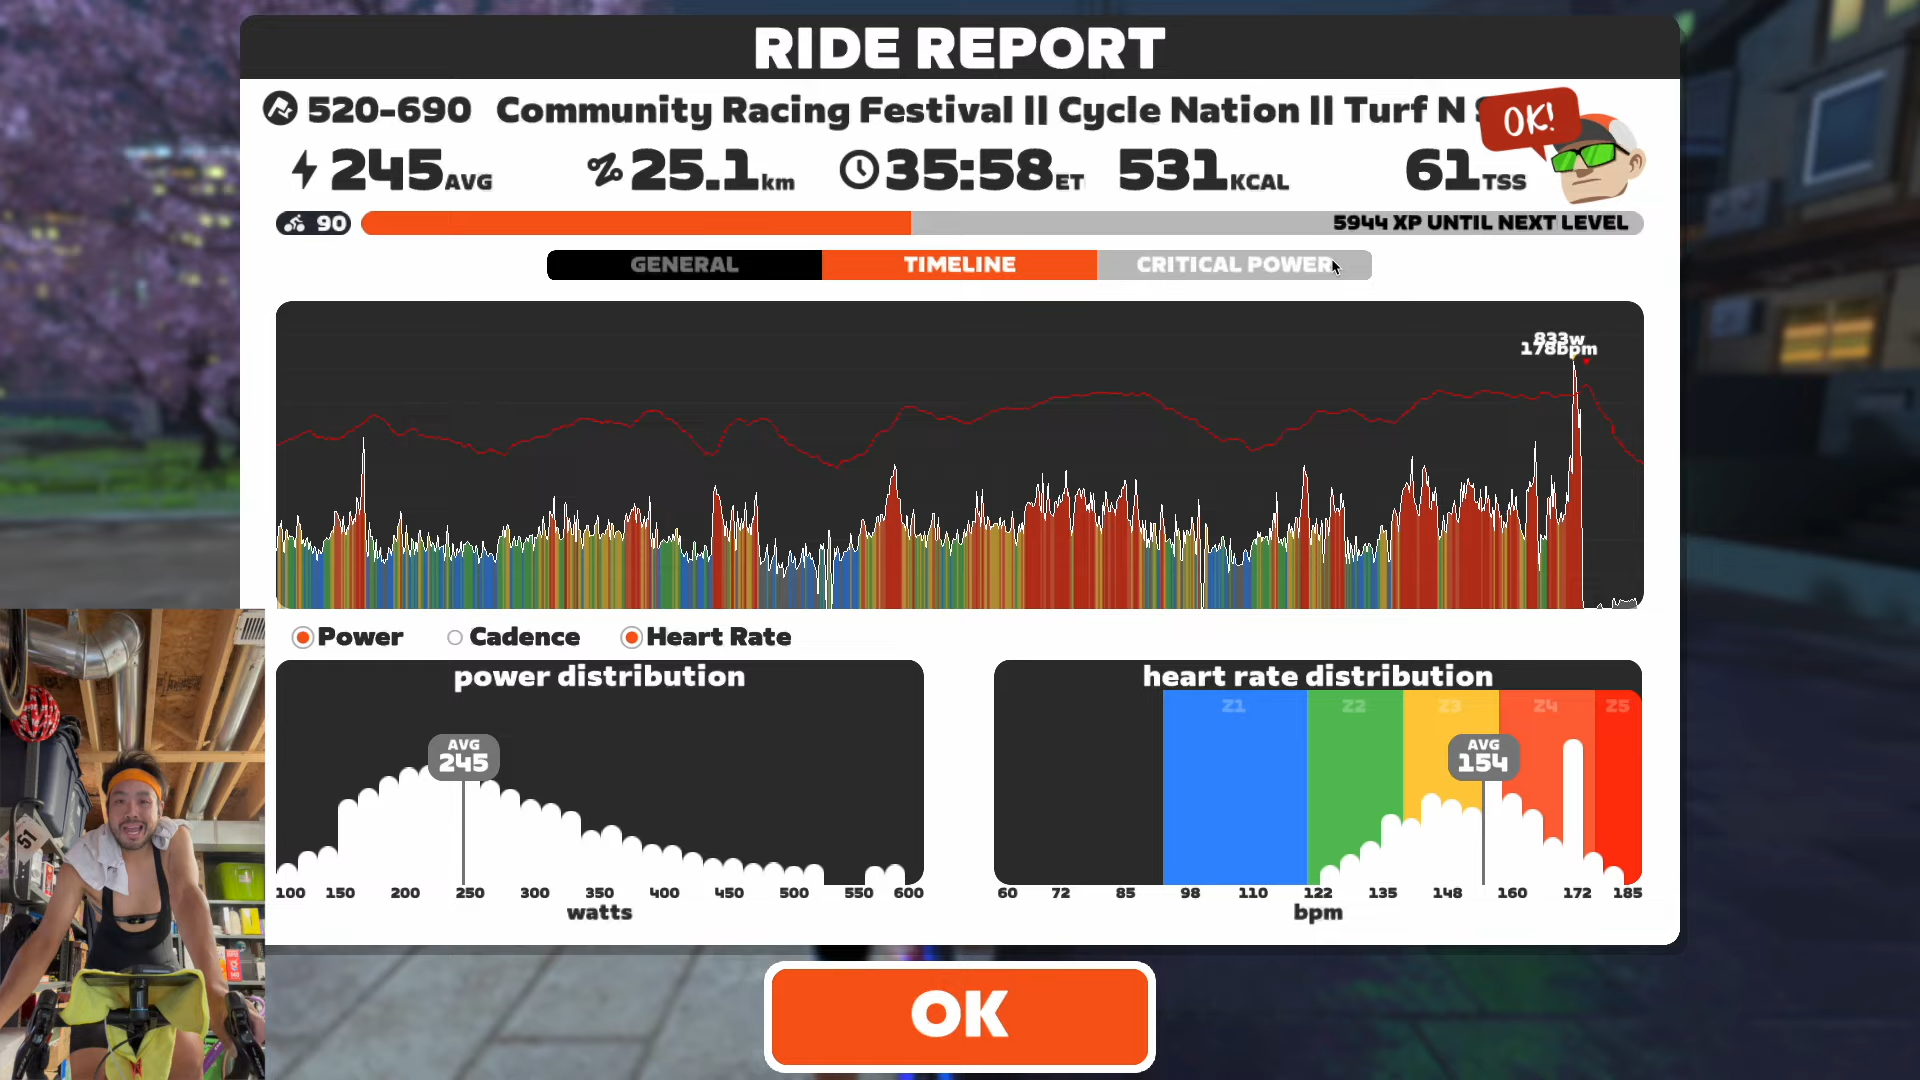 RIDE REPORT
520-690 Community Racing Festival || Cycle Nation || Turf N
OK!
245AVG 25.1km 35:58ET 531KCAL 61TSS
90 5944 XP UNTIL NEXT LEVEL
GENERAL TIMELINE CRITICAL POWER
833w
178bpm
Power Cadence Heart Rate
power distribution
AVG
245
100 150 200 250 300 350 400 450 500 550 600
watts
heart rate distribution
Z1 Z2 Z3 Z4 Z5
AVG
154
60 72 85 98 110 122 135 148 160 172 185
bpm
51
OK